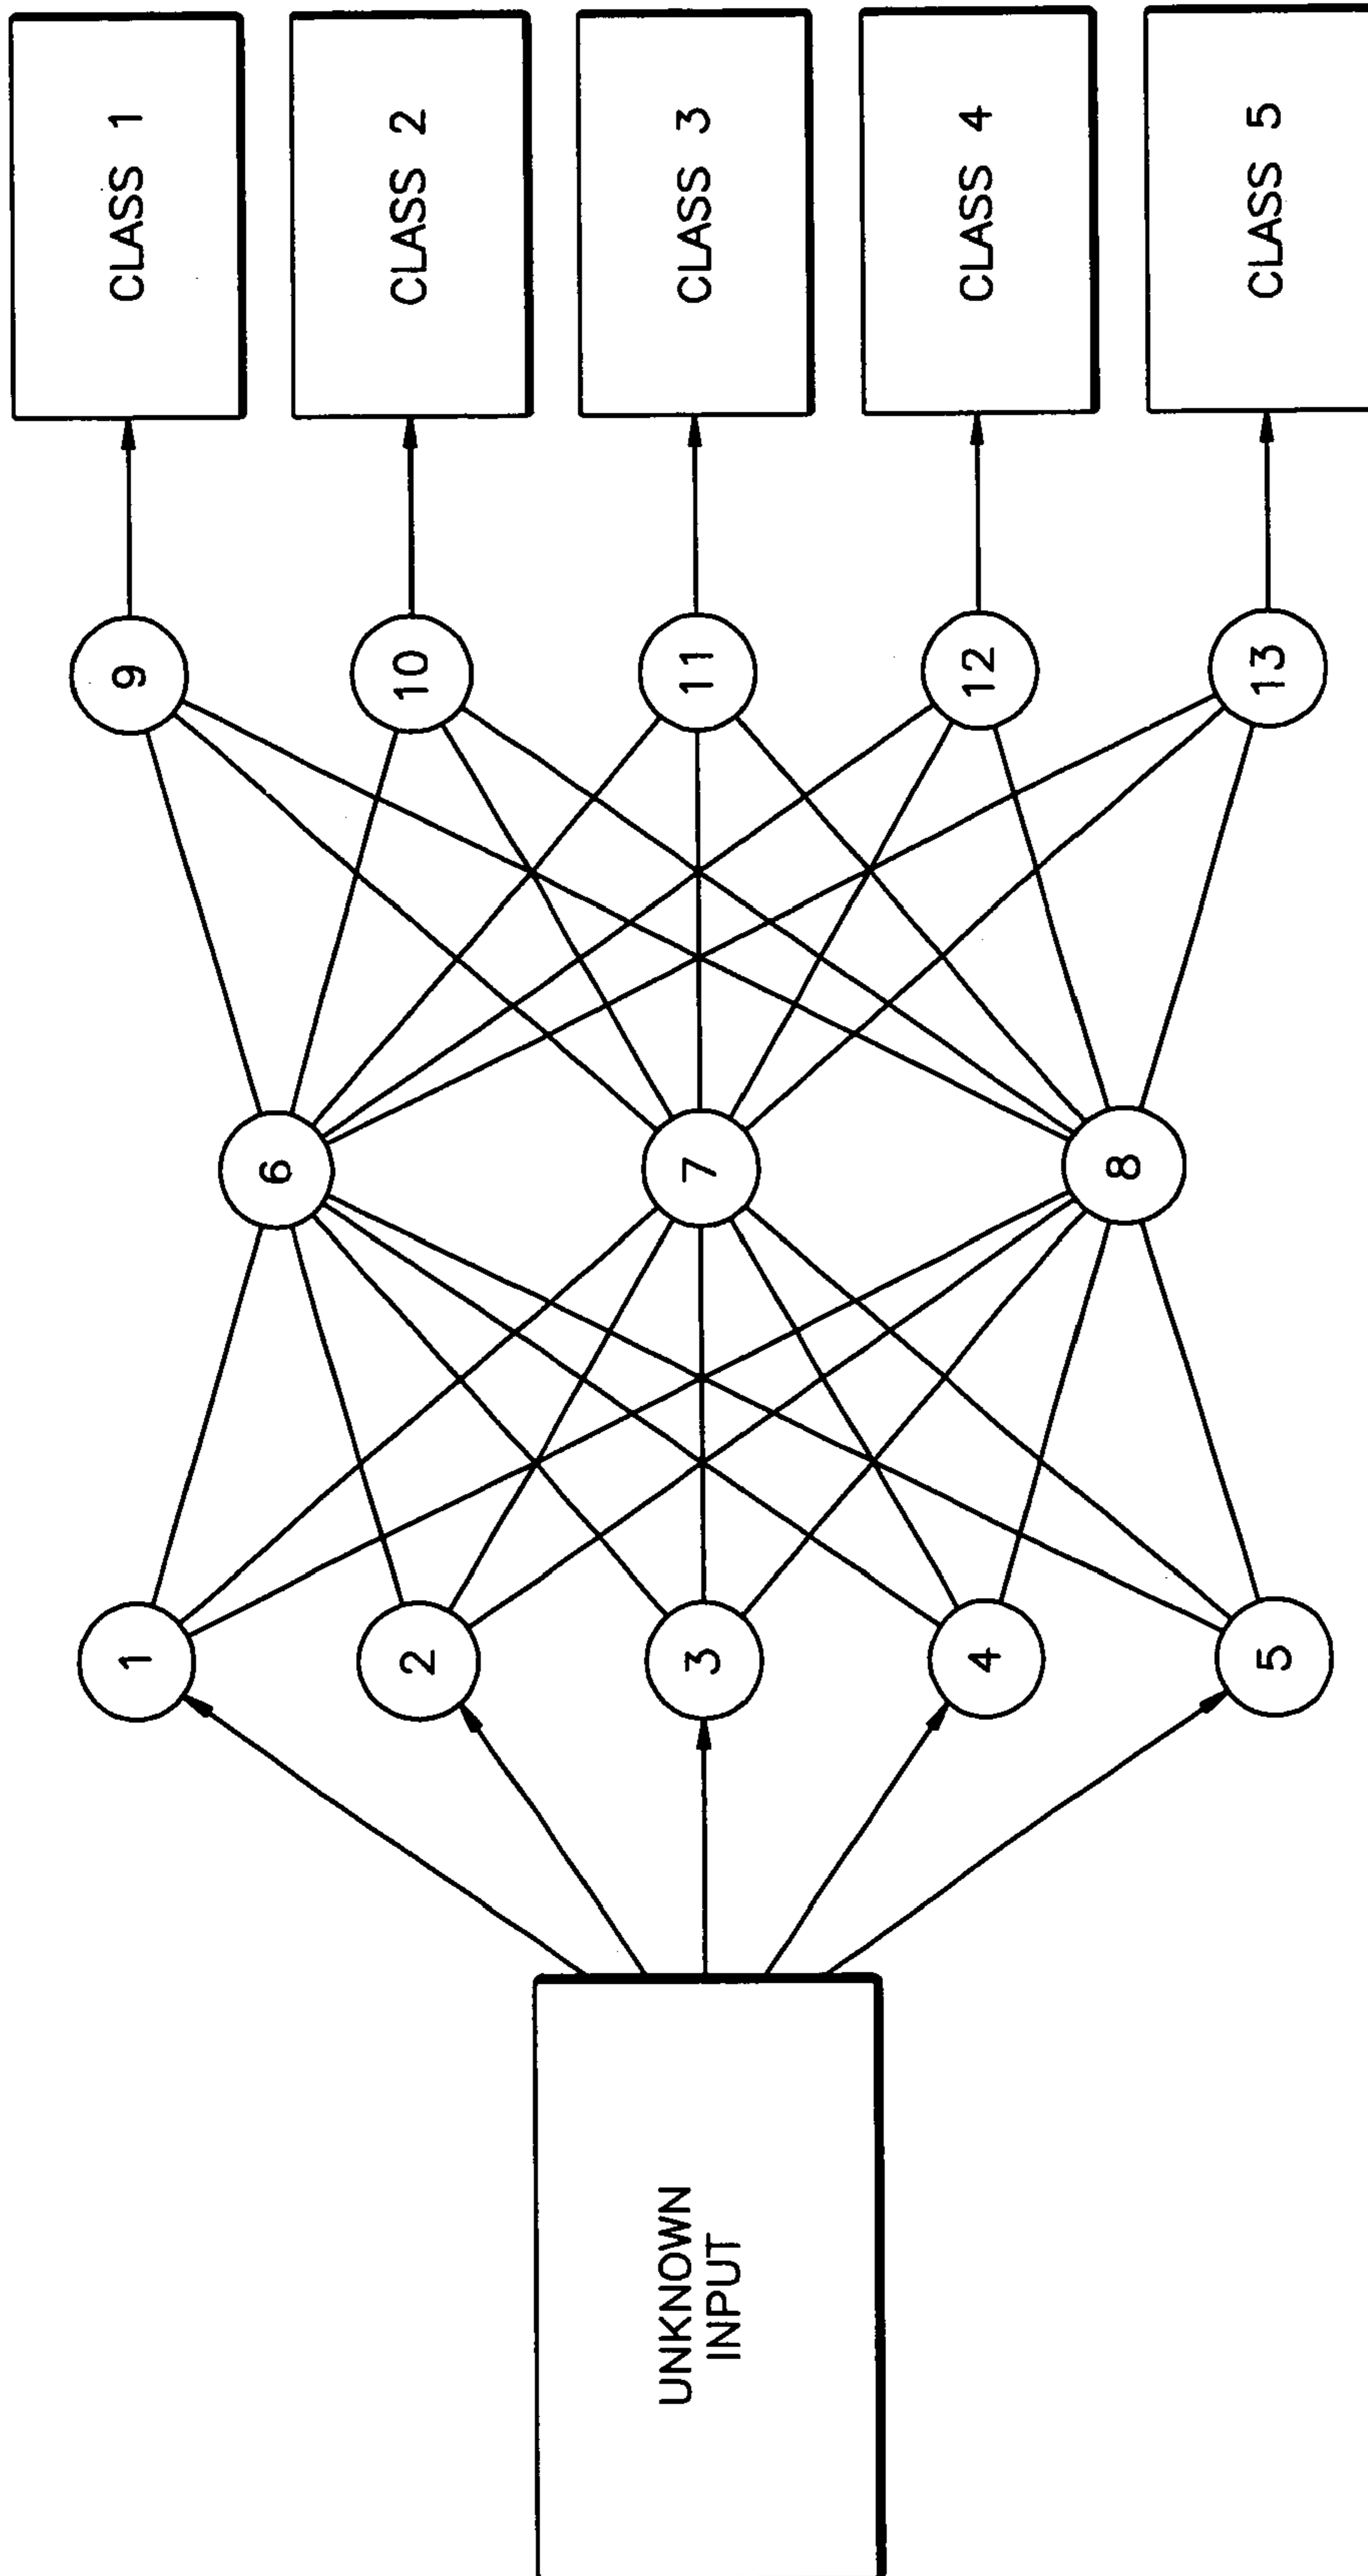 UNKNOWN
INPUT
1
2
3
4
5
6
7
8
9
10
11
12
13
CLASS 1
CLASS 2
CLASS 3
CLASS 4
CLASS 5